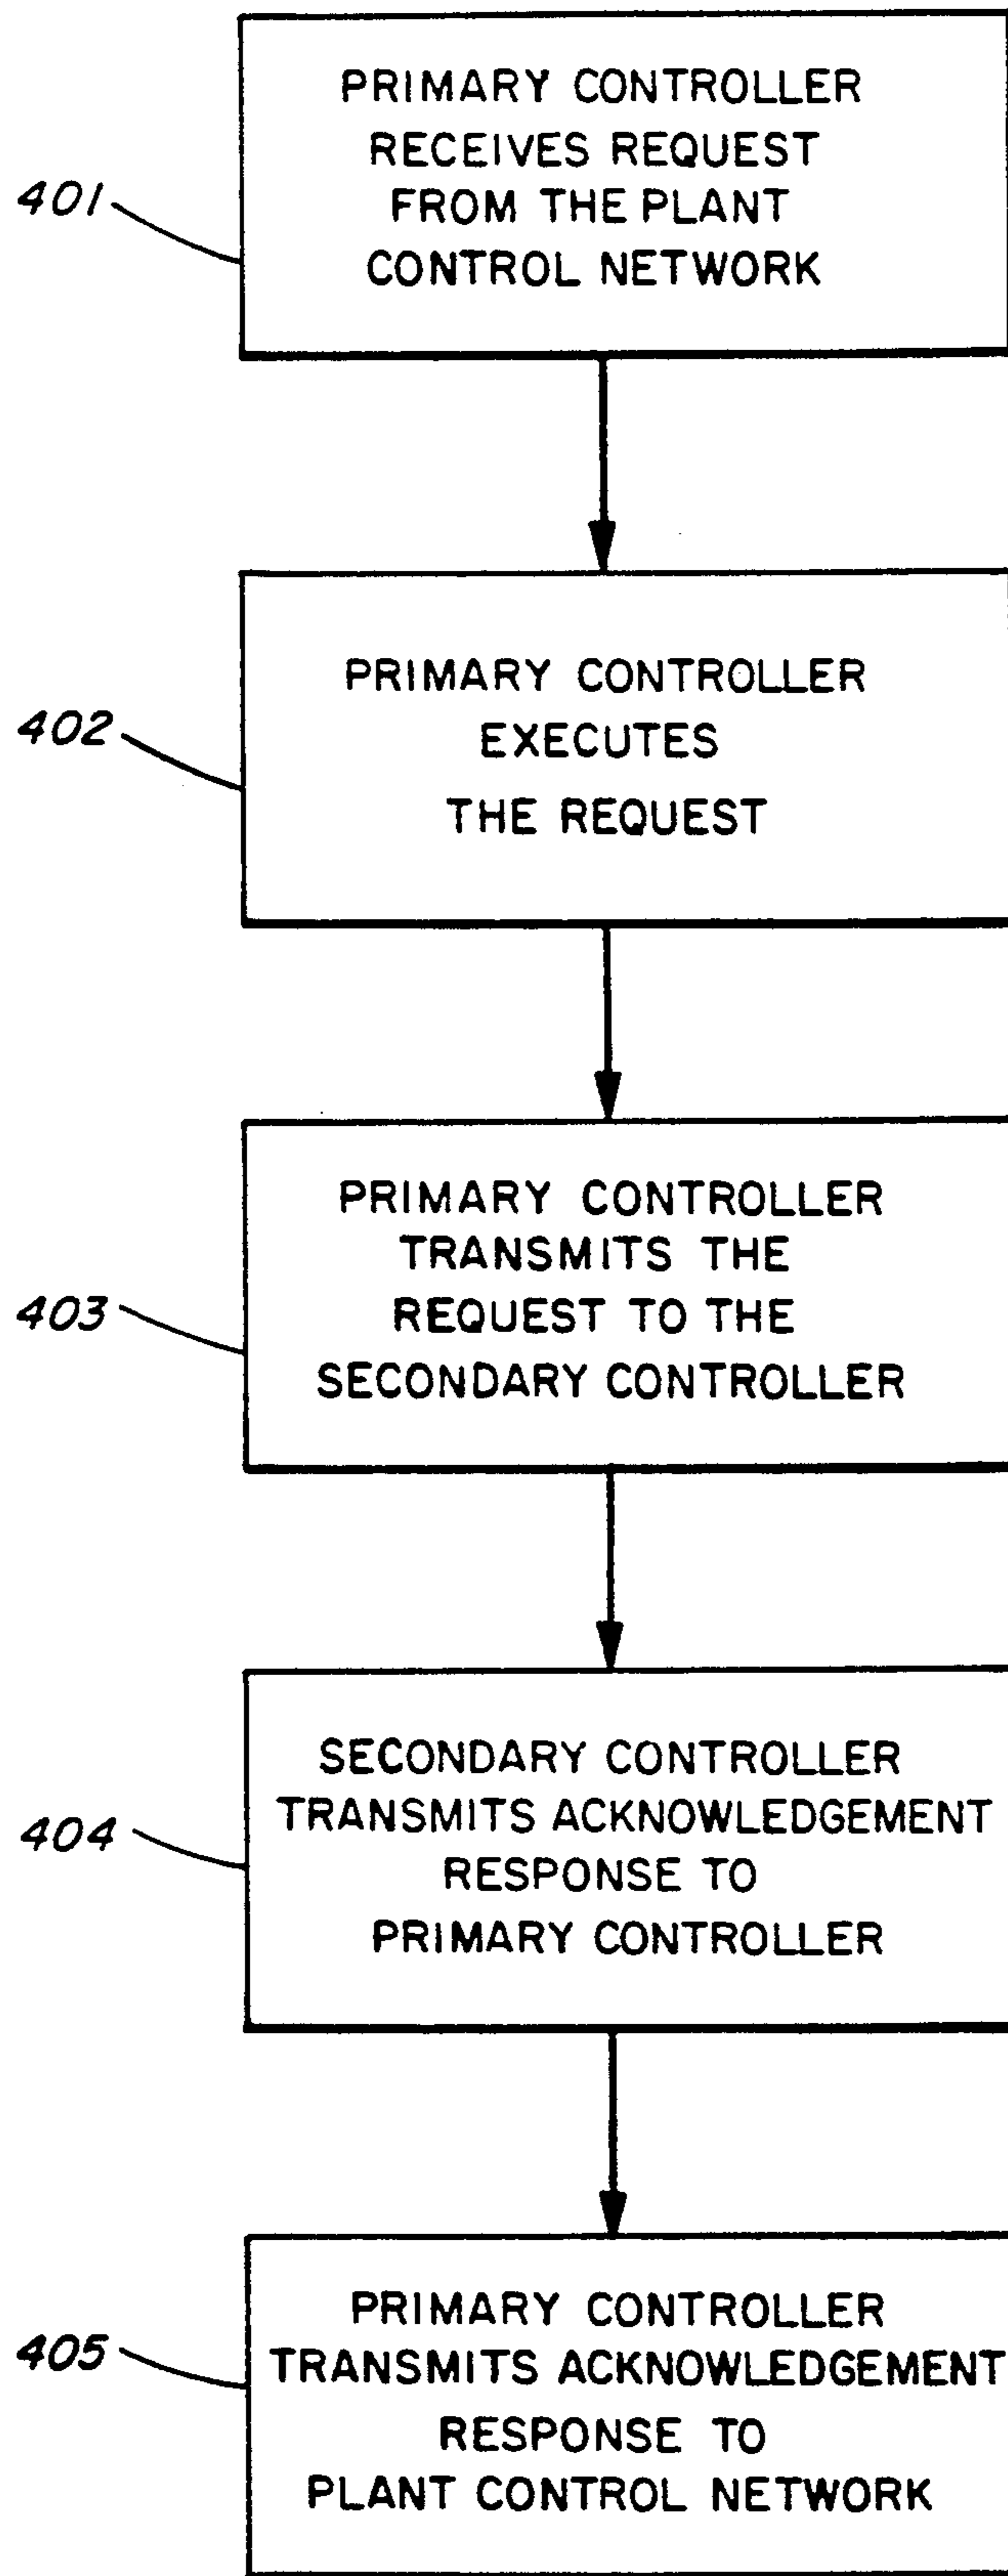 PRIMARY CONTROLLER
RECEIVES REQUEST
FROM THE PLANT
CONTROL NETWORK
401
PRIMARY CONTROLLER
EXECUTES
THE REQUEST
402
PRIMARY CONTROLLER
TRANSMITS THE
REQUEST TO THE
SECONDARY CONTROLLER
403
SECONDARY CONTROLLER
TRANSMITS ACKNOWLEDGEMENT
RESPONSE TO
PRIMARY CONTROLLER
404
PRIMARY CONTROLLER
TRANSMITS ACKNOWLEDGEMENT
RESPONSE TO
PLANT CONTROL NETWORK
405